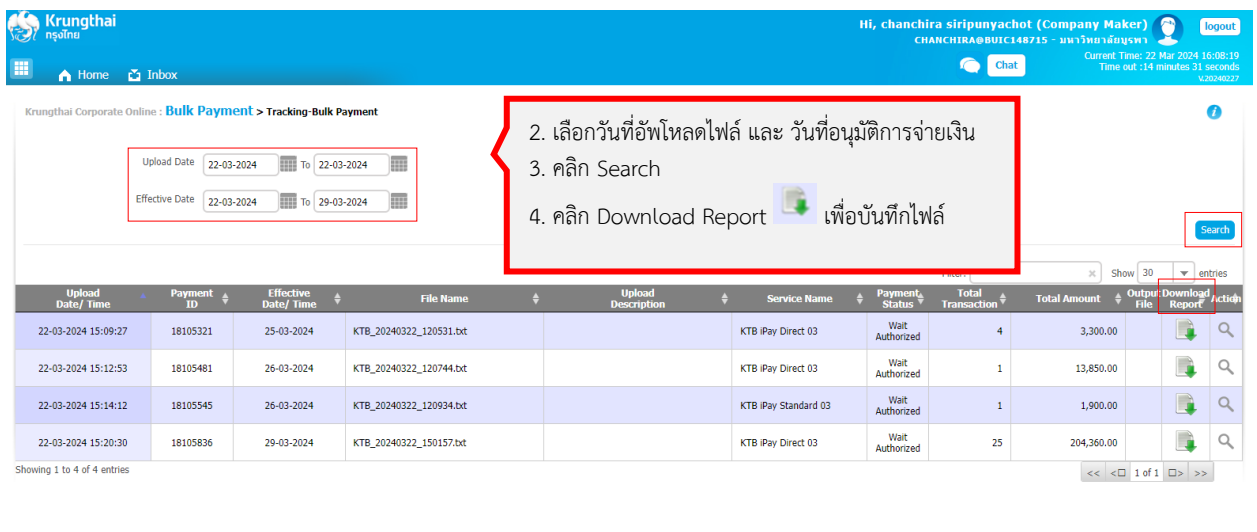 Krungthai
กรุงไทย
Hi, chanchira siripunyachot (Company Maker)
logout
CHANCHIRA@BUIC148715 - มหาวิทยาลัยบูรพา
Home
Inbox
Chat
Current Time: 22 Mar 2024 16:08:19
Time out :14 minutes 31 seconds
V.20240227
Krungthai Corporate Online : Bulk Payment > Tracking-Bulk Payment
2. เลือกวันที่อัพโหลดไฟล์ และ วันที่อนุมัติการจ่ายเงิน
3. คลิก Search
4. คลิก Download Report เพื่อบันทึกไฟล์
Upload Date 22-03-2024 To 22-03-2024
Effective Date 22-03-2024 To 29-03-2024
Search
Show 30 entries
Upload Date/ Time Payment ID Effective Date/ Time File Name Upload Description Service Name Payment Status Total Transaction Total Amount Output File Download Report Action
22-03-2024 15:09:27 18105321 25-03-2024 KTB_20240322_120531.txt KTB iPay Direct 03 Wait Authorized 4 3,300.00
22-03-2024 15:12:53 18105481 26-03-2024 KTB_20240322_120744.txt KTB iPay Direct 03 Wait Authorized 1 13,850.00
22-03-2024 15:14:12 18105545 26-03-2024 KTB_20240322_120934.txt KTB iPay Standard 03 Wait Authorized 1 1,900.00
22-03-2024 15:20:30 18105836 29-03-2024 KTB_20240322_150157.txt KTB iPay Direct 03 Wait Authorized 25 204,360.00
Showing 1 to 4 of 4 entries
<< < 1 of 1 > >>